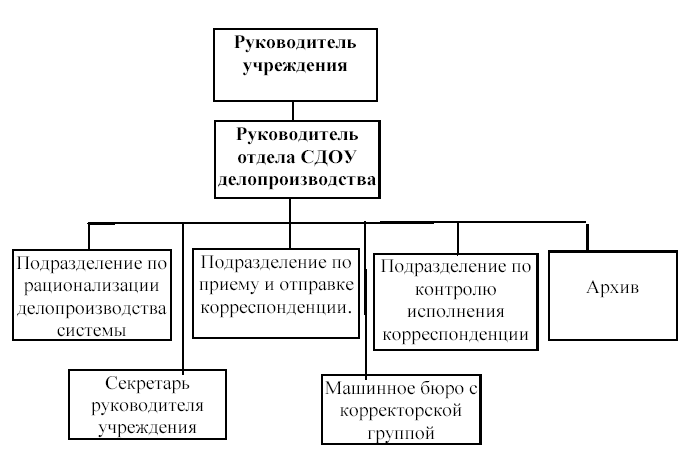 Руководитель
учреждения
Руководитель
отдела СДОУ
делопроизводства
Подразделение по
рационализации
делопроизводства
системы
Подразделение по
приему и отправке
корреспонденции.
Подразделение по
контролю
исполнения
корреспонденции
Архив
Секретарь
руководителя
учреждения
Машинное бюро с
корректорской
группой